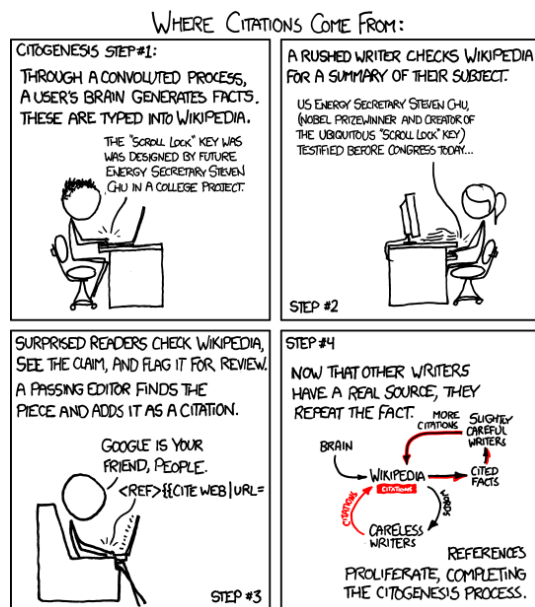 WHERE CITATIONS COME FROM:
CITOGENESIS STEP #1:
THROUGH A CONVOLUTED PROCESS,
A USER'S BRAIN GENERATES FACTS.
THESE ARE TYPED INTO WIKIPEDIA.
THE "SCROLL LOCK" KEY WAS
WAS DESIGNED BY FUTURE
ENERGY SECRETARY STEVEN
CHU IN A COLLEGE PROJECT.
A RUSHED WRITER CHECKS WIKIPEDIA
FOR A SUMMARY OF THEIR SUBJECT.
US ENERGY SECRETARY STEVEN CHU,
(NOBEL PRIZEWINNER AND CREATOR OF
THE UBIQUITOUS "SCROLL LOCK" KEY)
TESTIFIED BEFORE CONGRESS TODAY...
STEP #2
SURPRISED READERS CHECK WIKIPEDIA,
SEE THE CLAIM, AND FLAG IT FOR REVIEW.
A PASSING EDITOR FINDS THE
PIECE AND ADDS IT AS A CITATION.
GOOGLE IS YOUR
FRIEND, PEOPLE.
<REF>{{CITE WEB|URL=
STEP #3
STEP #4
NOW THAT OTHER WRITERS
HAVE A REAL SOURCE, THEY
REPEAT THE FACT.
MORE
CITATIONS
SLIGHTLY
CAREFUL
WRITERS
BRAIN
WIKIPEDIA
CITATIONS
CITED
FACTS
CITATIONS
WORDS
CARELESS
WRITERS
REFERENCES
PROLIFERATE, COMPLETING
THE CITOGENESIS PROCESS.